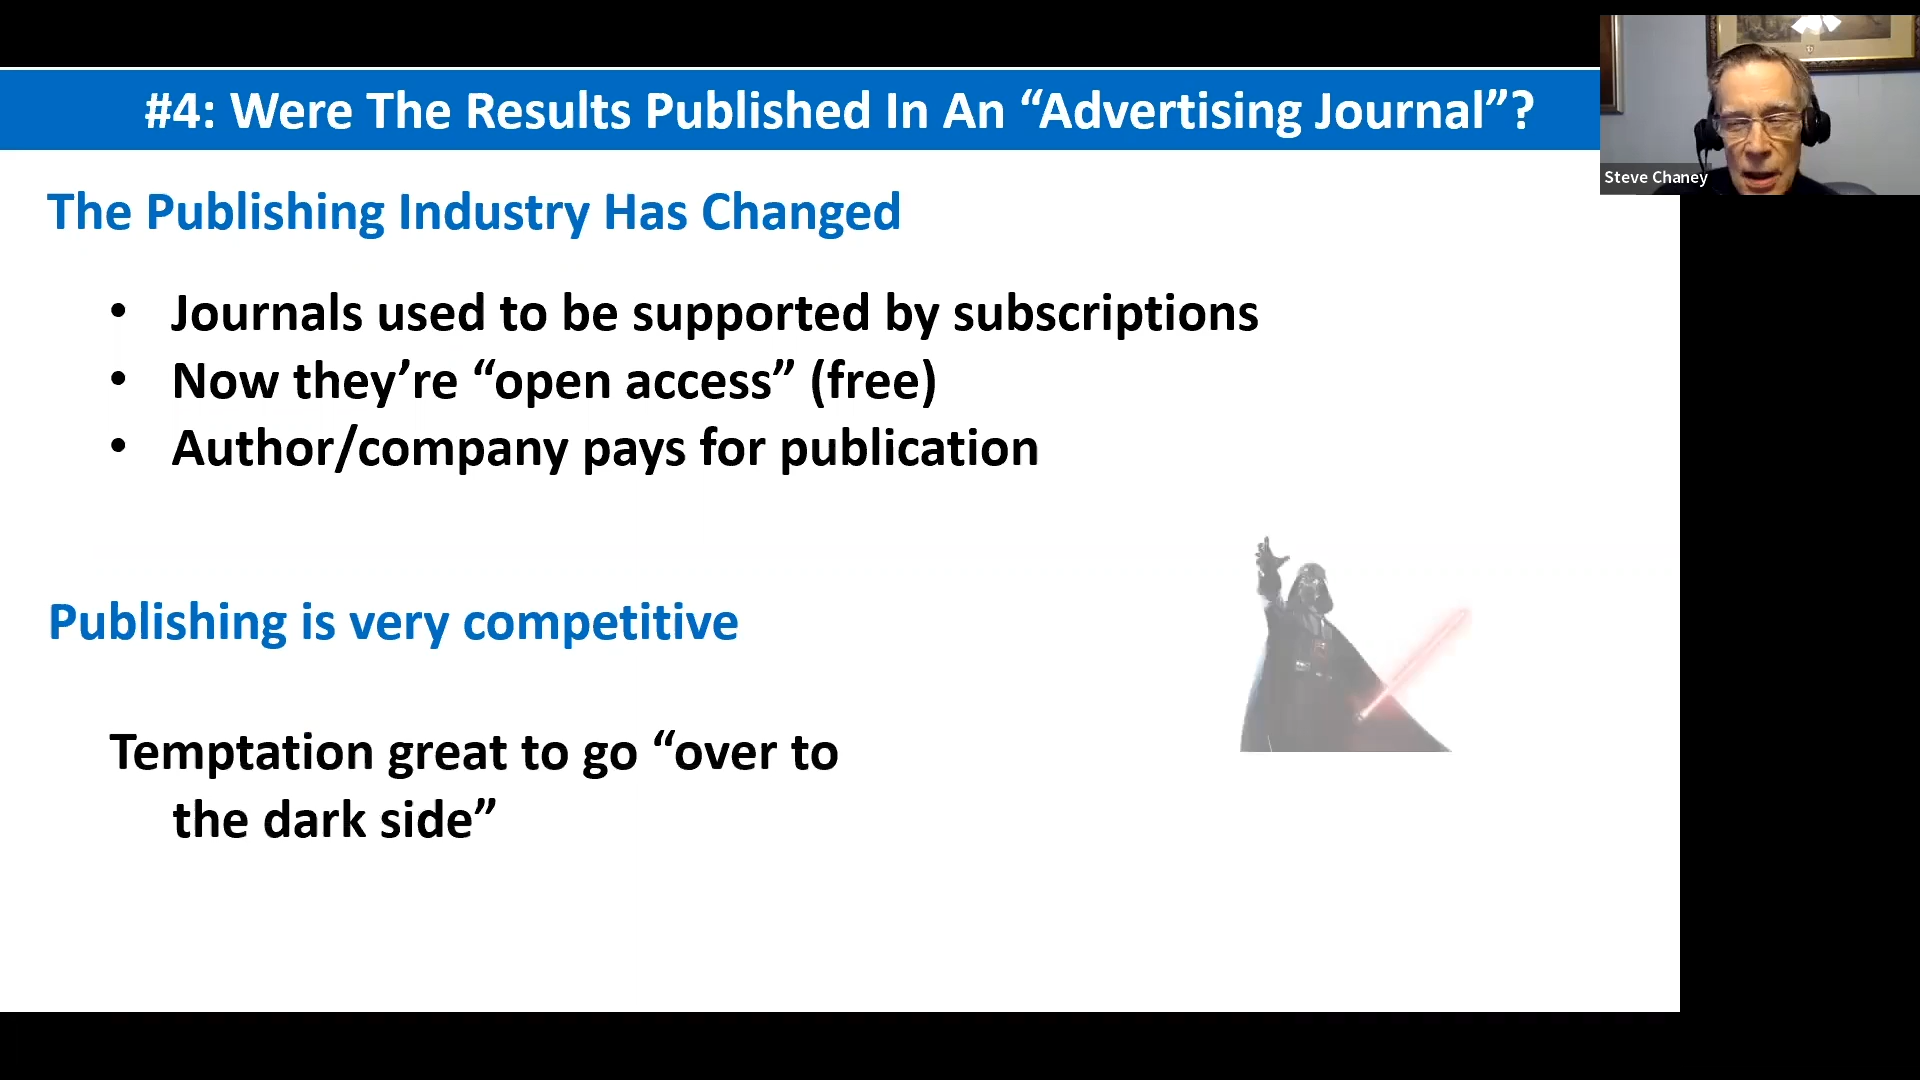 #4: Were The Results Published In An “Advertising Journal”?
Steve Chaney
The Publishing Industry Has Changed
• Journals used to be supported by subscriptions
• Now they’re “open access” (free)
• Author/company pays for publication
Publishing is very competitive
Temptation great to go “over to
the dark side”